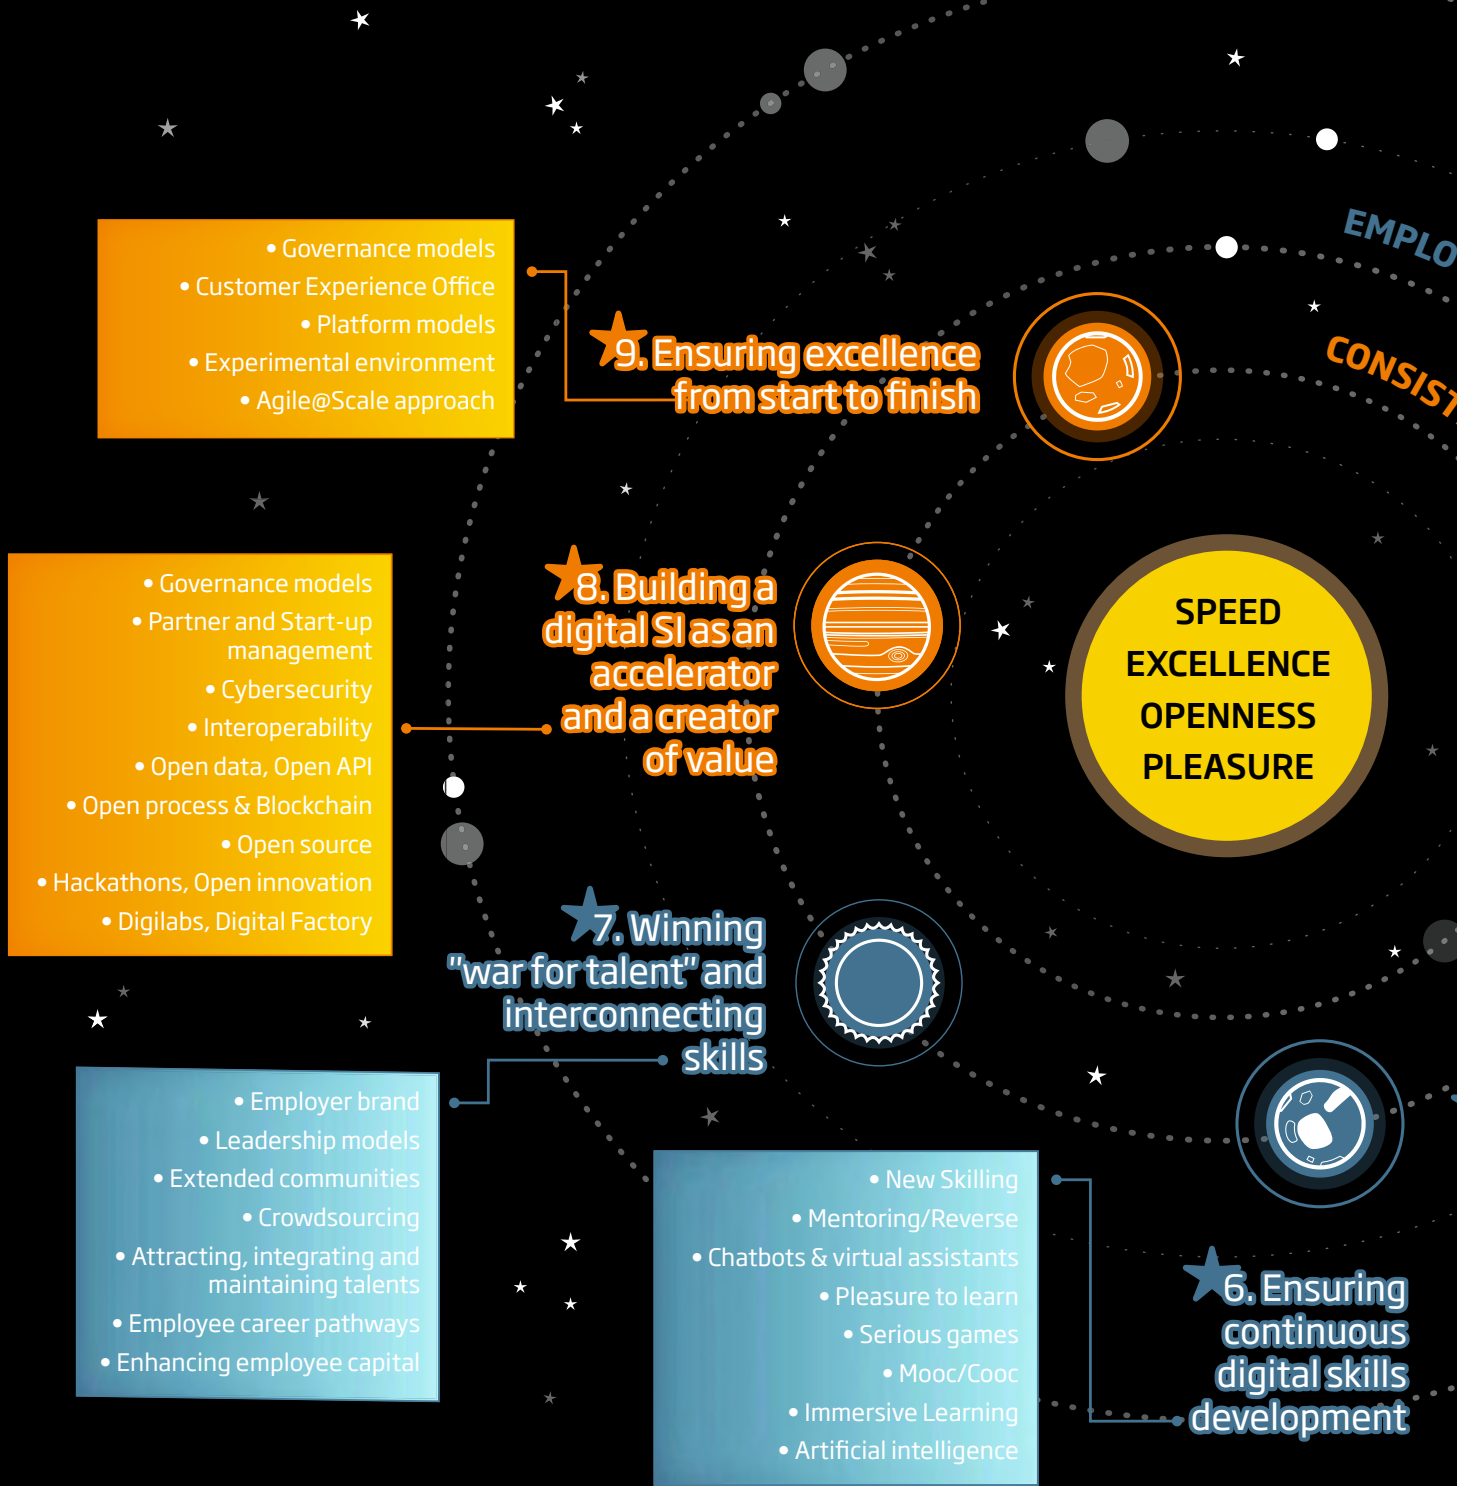 EMPLO
CONSIST
• Governance models
• Customer Experience Office
• Platform models
• Experimental environment
• Agile@Scale approach
9. Ensuring excellence
from start to finish
• Governance models
• Partner and Start-up
management
• Cybersecurity
• Interoperability
• Open data, Open API
• Open process & Blockchain
• Open source
• Hackathons, Open innovation
• Digilabs, Digital Factory
8. Building a
digital SI as an
accelerator
and a creator
of value
SPEED
EXCELLENCE
OPENNESS
PLEASURE
7. Winning
"war for talent" and
interconnecting
skills
• Employer brand
• Leadership models
• Extended communities
• Crowdsourcing
• Attracting, integrating and
maintaining talents
• Employee career pathways
• Enhancing employee capital
• New Skilling
• Mentoring/Reverse
• Chatbots & virtual assistants
• Pleasure to learn
• Serious games
• Mooc/Cooc
• Immersive Learning
• Artificial intelligence
6. Ensuring
continuous
digital skills
development